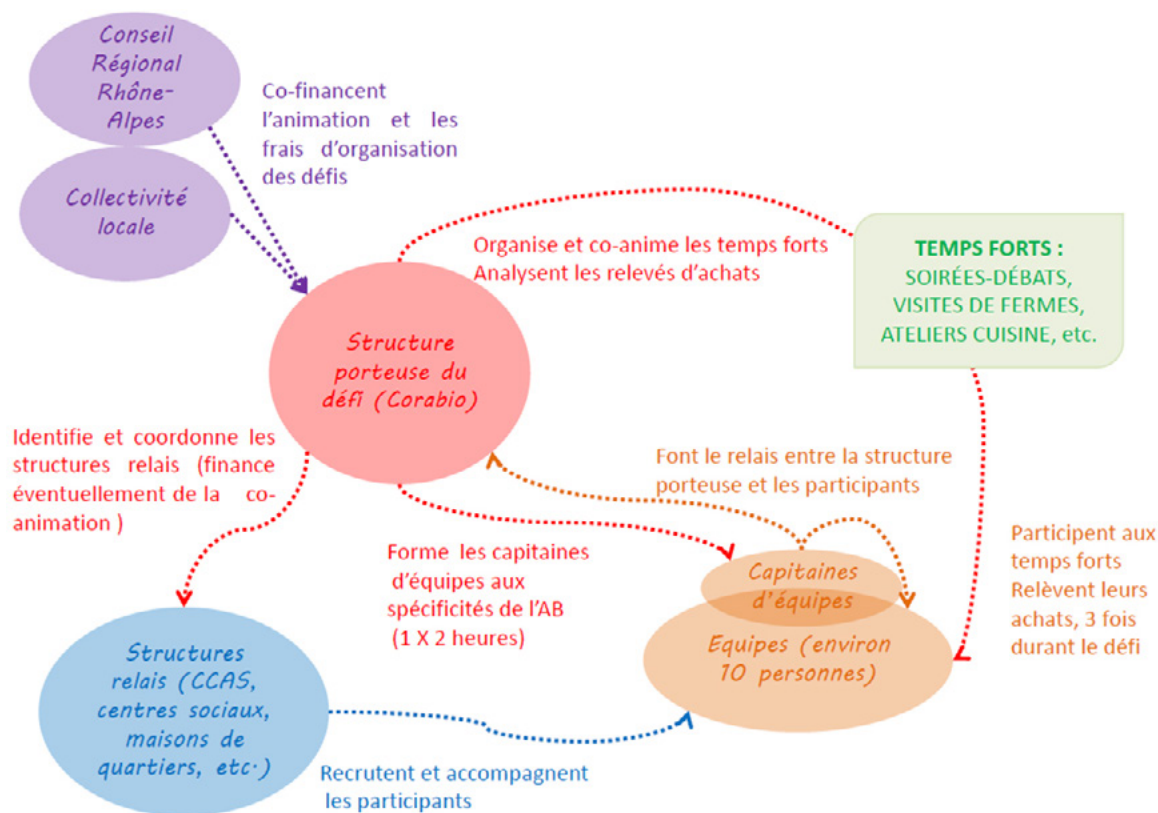 Conseil
Régional
Rhône-
Alpes
Collectivité
locale
Co-financent
l'animation et les
frais d'organisation
des défis
Organise et co-anime les temps forts
Analysent les relevés d'achats
TEMPS FORTS :
SOIRÉES-DÉBATS,
VISITES DE FERMES,
ATELIERS CUISINE, etc.
Structure
porteuse du
défi (Corabio)
Identifie et coordonne les
structures relais (finance
éventuellement de la co-
animation )
Font le relais entre la structure
porteuse et les participants
Forme les capitaines
d'équipes aux
spécificités de l'AB
(1 X 2 heures)
Capitaines
d'équipes
Equipes (environ
10 personnes)
Participent aux
temps forts
Relèvent leurs
achats, 3 fois
durant le défi
Structures
relais (CCAS,
centres sociaux,
maisons de
quartiers, etc.)
Recrutent et accompagnent
les participants